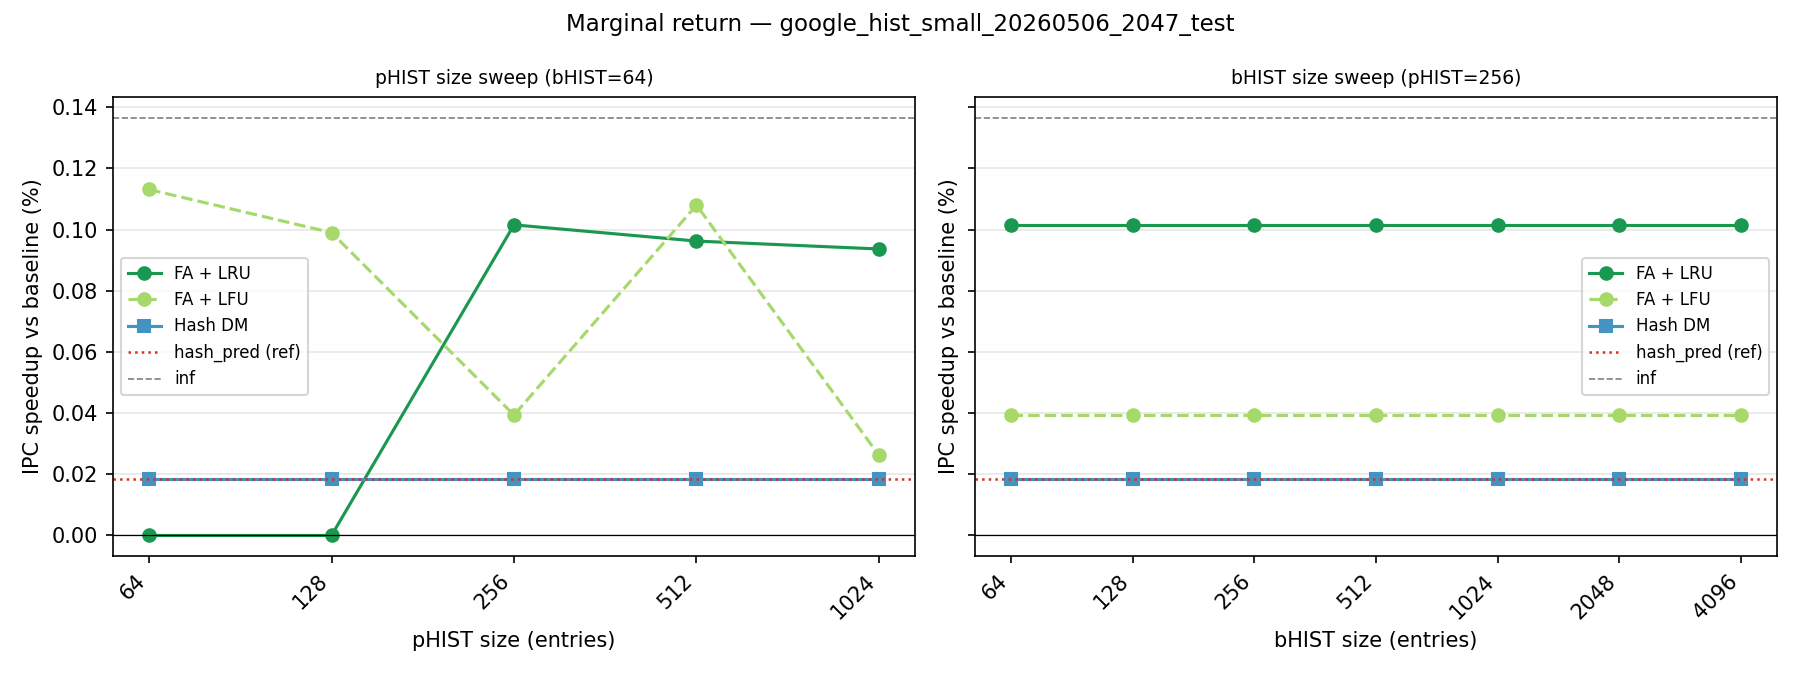 Marginal return — google_hist_small_20260506_2047_test
pHIST size sweep (bHIST=64)
IPC speedup vs baseline (%)
0.14
0.12
0.10
0.08
0.06
0.04
0.02
0.00
FA + LRU
FA + LFU
Hash DM
hash_pred (ref)
inf
64
128
256
512
1024
pHIST size (entries)
bHIST size sweep (pHIST=256)
IPC speedup vs baseline (%)
FA + LRU
FA + LFU
Hash DM
hash_pred (ref)
inf
64
128
256
512
1024
2048
4096
bHIST size (entries)